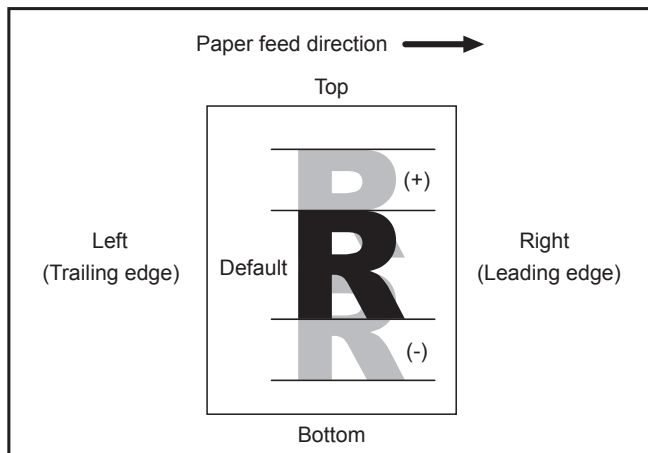 Paper feed direction
Top
R
(+)
Left
(Trailing edge)
Default
R
Right
(Leading edge)
R
(-)
Bottom